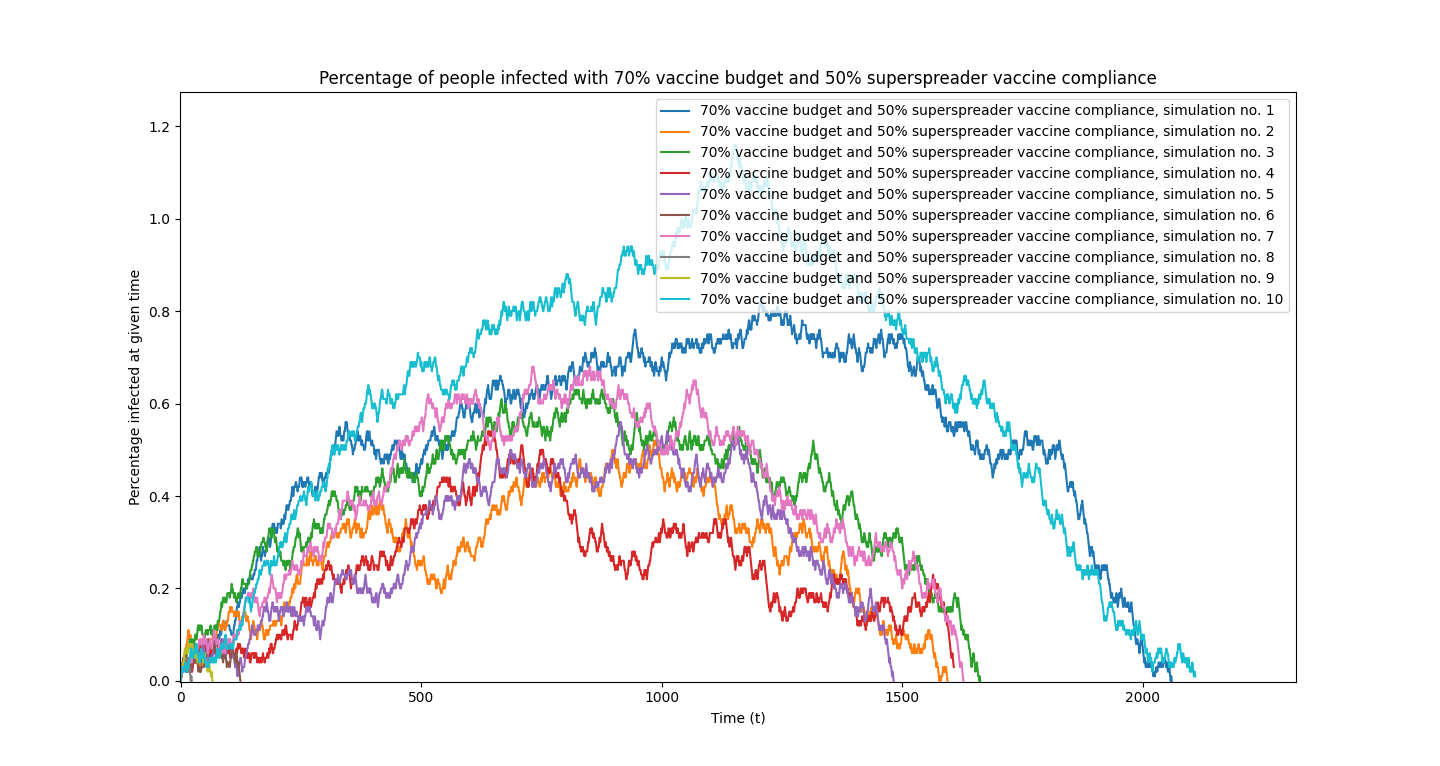 Percentage of people infected with 70% vaccine budget and 50% superspreader vaccine compliance
70% vaccine budget and 50% superspreader vaccine compliance, simulation no. 1
70% vaccine budget and 50% superspreader vaccine compliance, simulation no. 2
70% vaccine budget and 50% superspreader vaccine compliance, simulation no. 3
70% vaccine budget and 50% superspreader vaccine compliance, simulation no. 4
70% vaccine budget and 50% superspreader vaccine compliance, simulation no. 5
70% vaccine budget and 50% superspreader vaccine compliance, simulation no. 6
70% vaccine budget and 50% superspreader vaccine compliance, simulation no. 7
70% vaccine budget and 50% superspreader vaccine compliance, simulation no. 8
70% vaccine budget and 50% superspreader vaccine compliance, simulation no. 9
70% vaccine budget and 50% superspreader vaccine compliance, simulation no. 10
Percentage infected at given time
1.2
1.0
0.8
0.6
0.4
0.2
0.0
0 500 1000 1500 2000
Time (t)